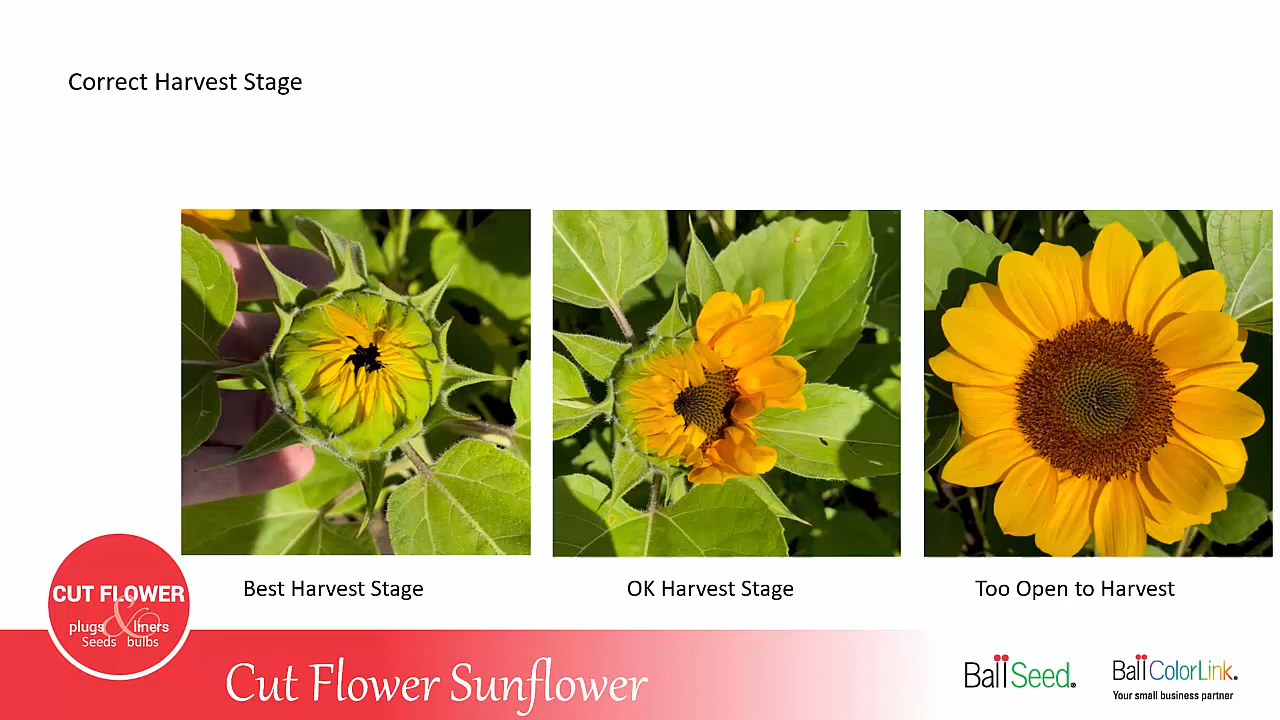 Correct Harvest Stage
Best Harvest Stage
OK Harvest Stage
Too Open to Harvest
CUT FLOWER
&
plugs liners
Seeds bulbs
Cut Flower Sunflower
Ball Seed.
Ball ColorLink.
Your small business partner